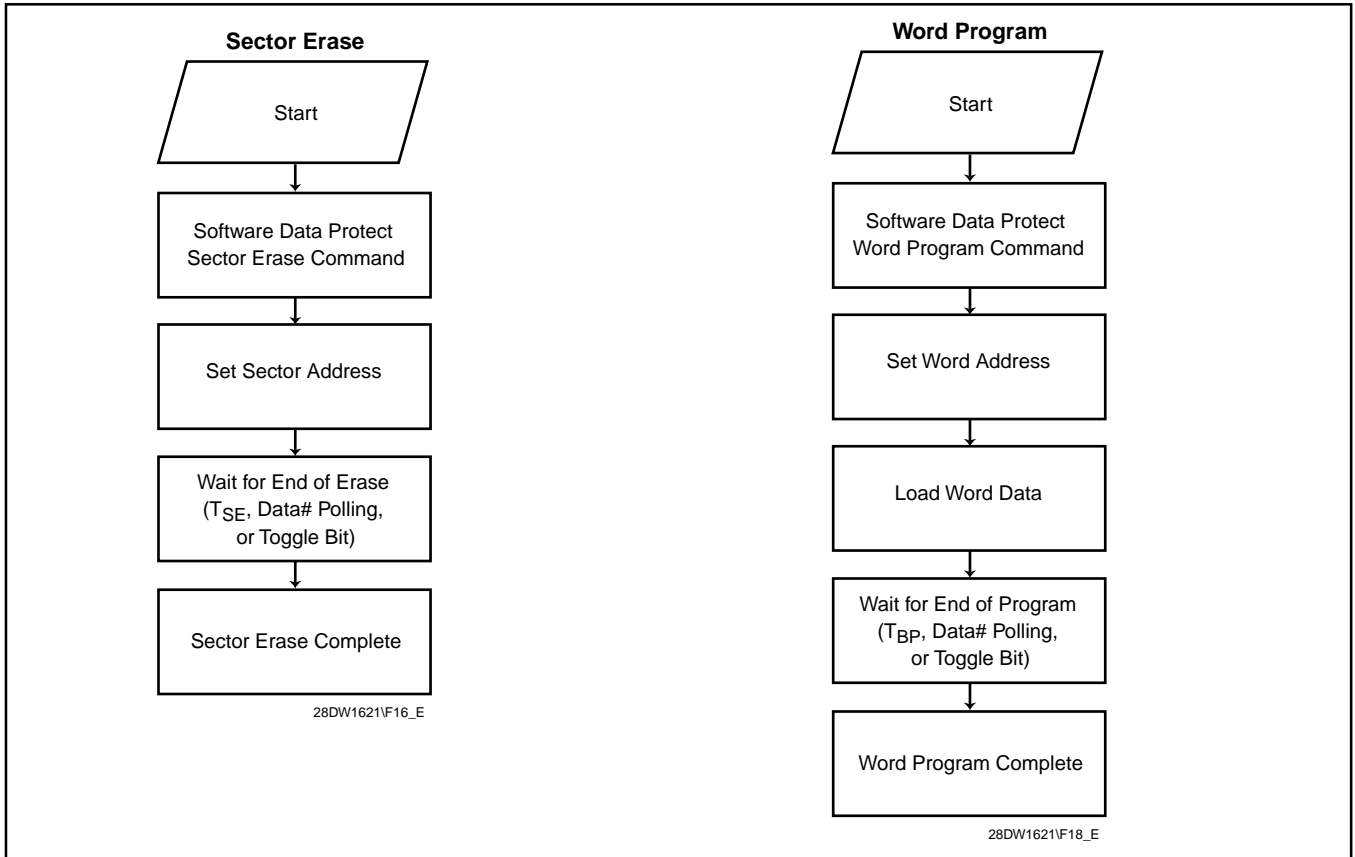 Sector Erase
Start
Software Data Protect
Sector Erase Command
Set Sector Address
Wait for End of Erase
(TSE, Data# Polling,
or Toggle Bit)
Sector Erase Complete
28DW1621\F16_E
Word Program
Start
Software Data Protect
Word Program Command
Set Word Address
Load Word Data
Wait for End of Program
(TBP, Data# Polling,
or Toggle Bit)
Word Program Complete
28DW1621\F18_E